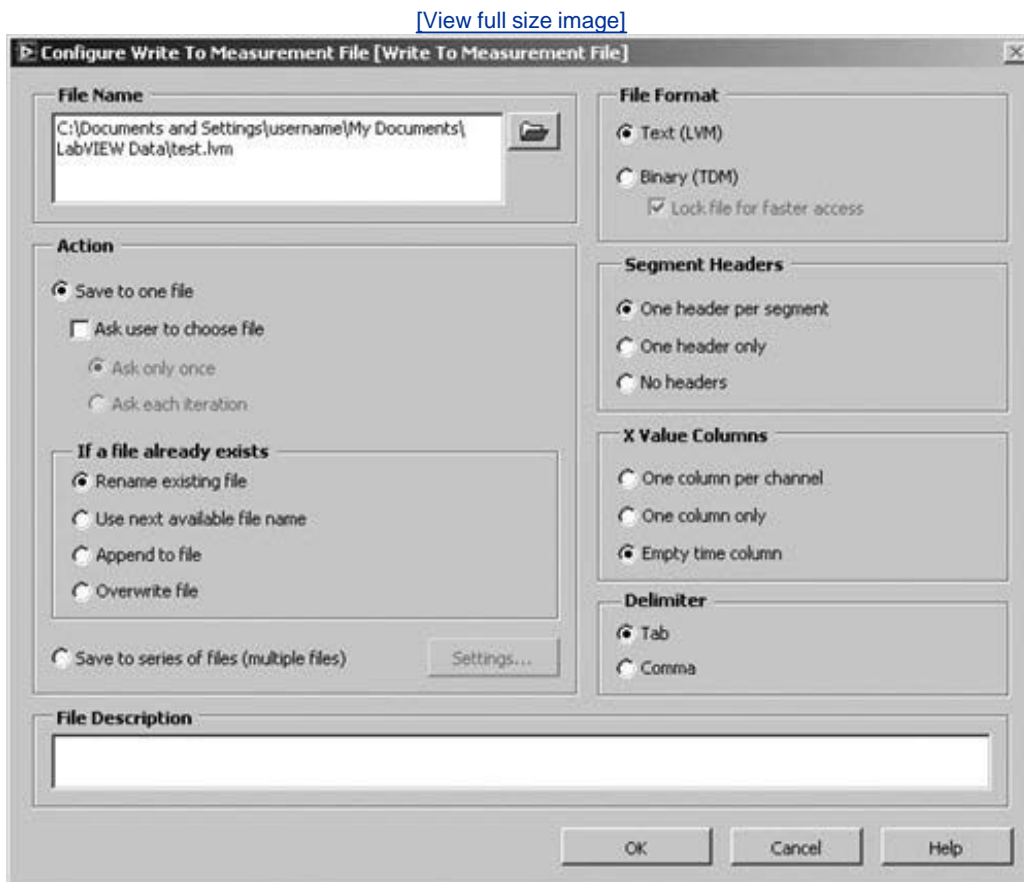 [View full size image]
Configure Write To Measurement File [Write To Measurement File]
File Name
C:\Documents and Settings\username\My Documents\
LabVIEW Data\test.lvm
Action
Save to one file
Ask user to choose file
Ask only once
Ask each iteration
If a file already exists
Rename existing file
Use next available file name
Append to file
Overwrite file
Save to series of files (multiple files)
Settings...
File Format
Text (LVM)
Binary (TDM)
Lock file for faster access
Segment Headers
One header per segment
One header only
No headers
X Value Columns
One column per channel
One column only
Empty time column
Delimiter
Tab
Comma
File Description
OK
Cancel
Help